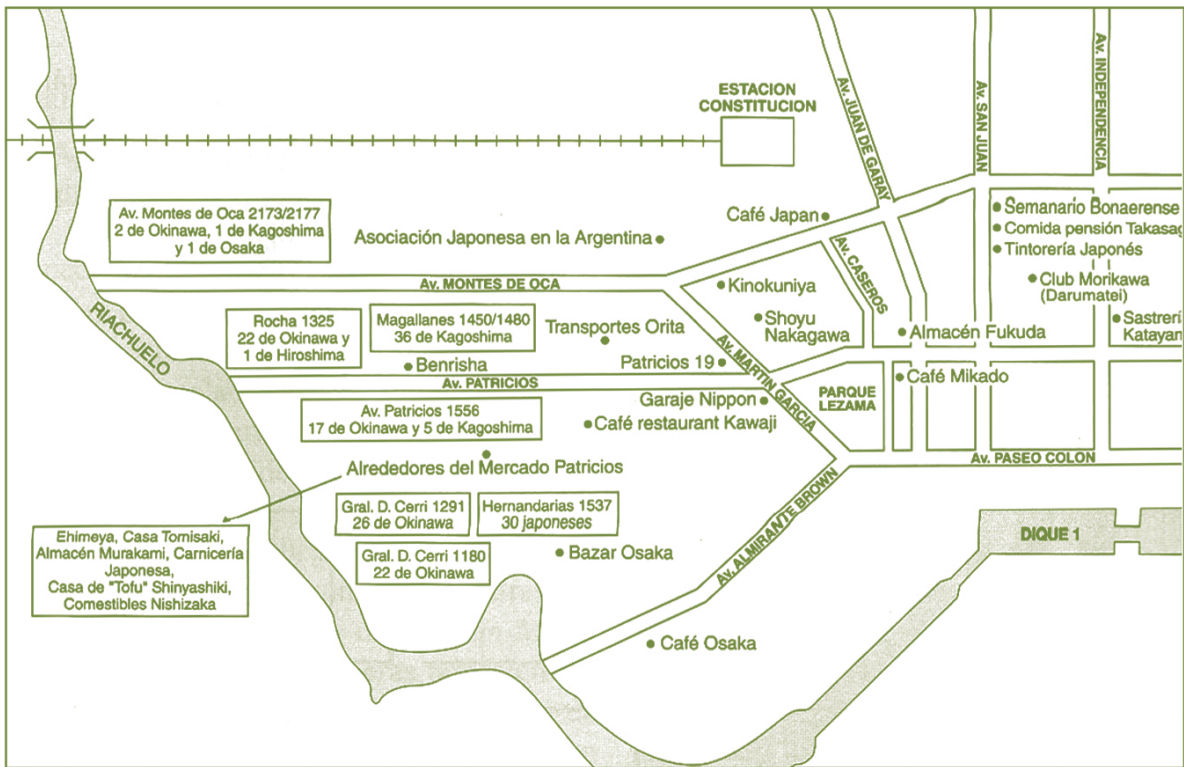 ESTACION
CONSTITUCION
Av. JUAN DE GARAY
Av. SAN JUAN
Av. INDEPENDENCIA
Av. Montes de Oca 2173/2177
2 de Okinawa, 1 de Kagoshima
y 1 de Osaka
Asociación Japonesa en la Argentina
Café Japan
Semanario Bonaerense
Comida pensión Takasag
Tintorería Japonés
Club Morikawa
(Darumatei)
Sastrerí
Katayan
Av. MONTES DE OCA
Av. CASEROS
Kinokuniya
Shoyu
Nakagawa
Almacén Fukuda
RIACHUELO
Rocha 1325
22 de Okinawa y
1 de Hiroshima
Magallanes 1450/1480
36 de Kagoshima
Transportes Orita
Benrisha
Patricios 19
Av. MARTIN GARCIA
Av. PATRICIOS
Garaje Nippon
PARQUE
LEZAMA
Café Mikado
Av. Patricios 1556
17 de Okinawa y 5 de Kagoshima
Café restaurant Kawaji
Alrededores del Mercado Patricios
Av. PASEO COLON
Gral. D. Cerri 1291
26 de Okinawa
Hernandarias 1537
30 japoneses
Av. ALMIRANTE BROWN
DIQUE 1
Ehimeya, Casa Tomisaki,
Almacén Murakami, Carnicería
Japonesa,
Casa de "Tofu" Shinyashiki,
Comestibles Nishizaka
Gral. D. Cerri 1180
22 de Okinawa
Bazar Osaka
Café Osaka